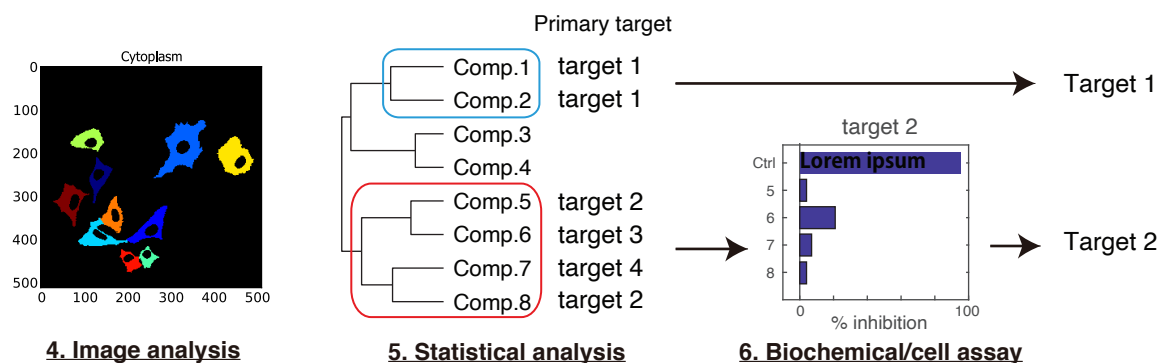 Primary target
Cytoplasm
0
100
200
300
400
500
0 100 200 300 400 500
4. Image analysis
Comp.1 target 1
Comp.2 target 1
Comp.3
Comp.4
Comp.5 target 2
Comp.6 target 3
Comp.7 target 4
Comp.8 target 2
5. Statistical analysis
Target 1
target 2
Ctrl Lorem ipsum
5
6
7
8
0 100
% inhibition
Target 2
6. Biochemical/cell assay